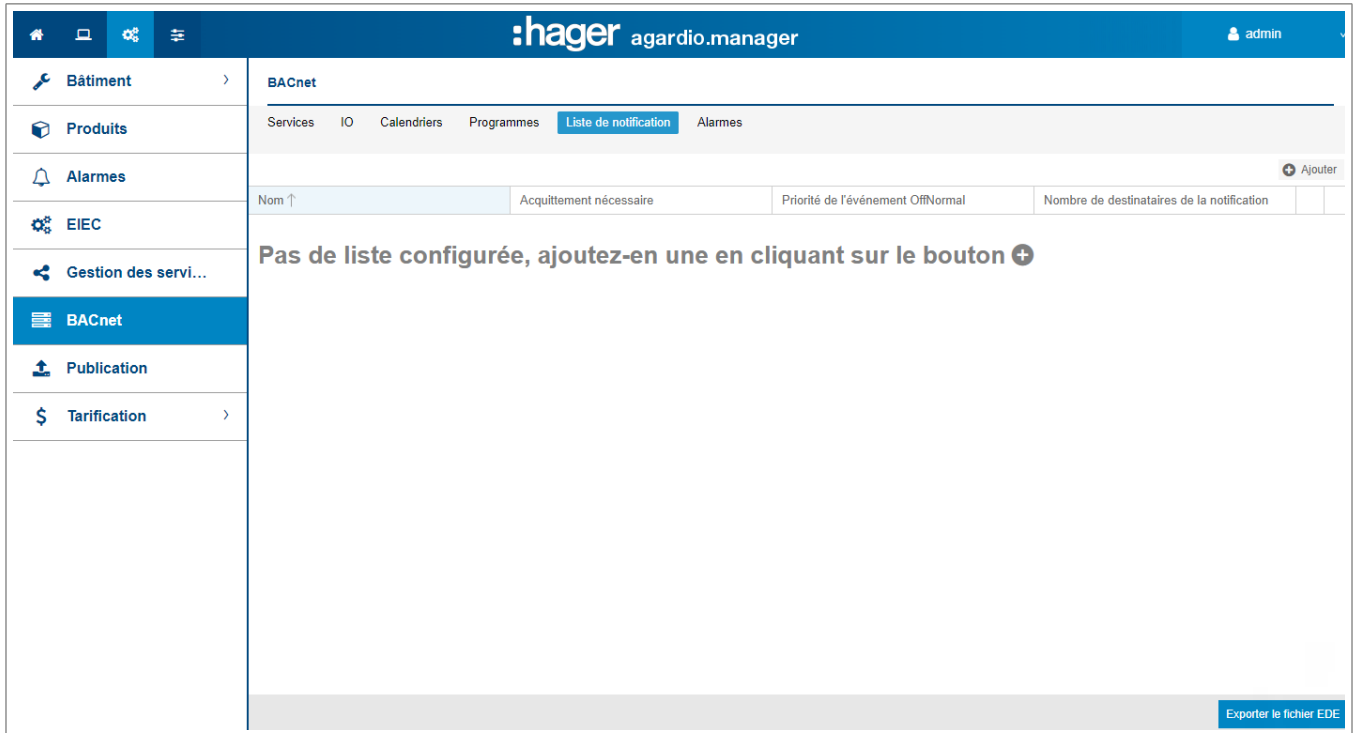 :hager agardio.manager
admin
Bâtiment
Produits
Alarmes
EIEC
Gestion des servi...
BACnet
Publication
Tarification
BACnet
Services IO Calendriers Programmes Liste de notification Alarmes
Ajouter
Nom Acquittement nécessaire Priorité de l'événement OffNormal Nombre de destinataires de la notification
Pas de liste configurée, ajoutez-en une en cliquant sur le bouton
Exporter le fichier EDE